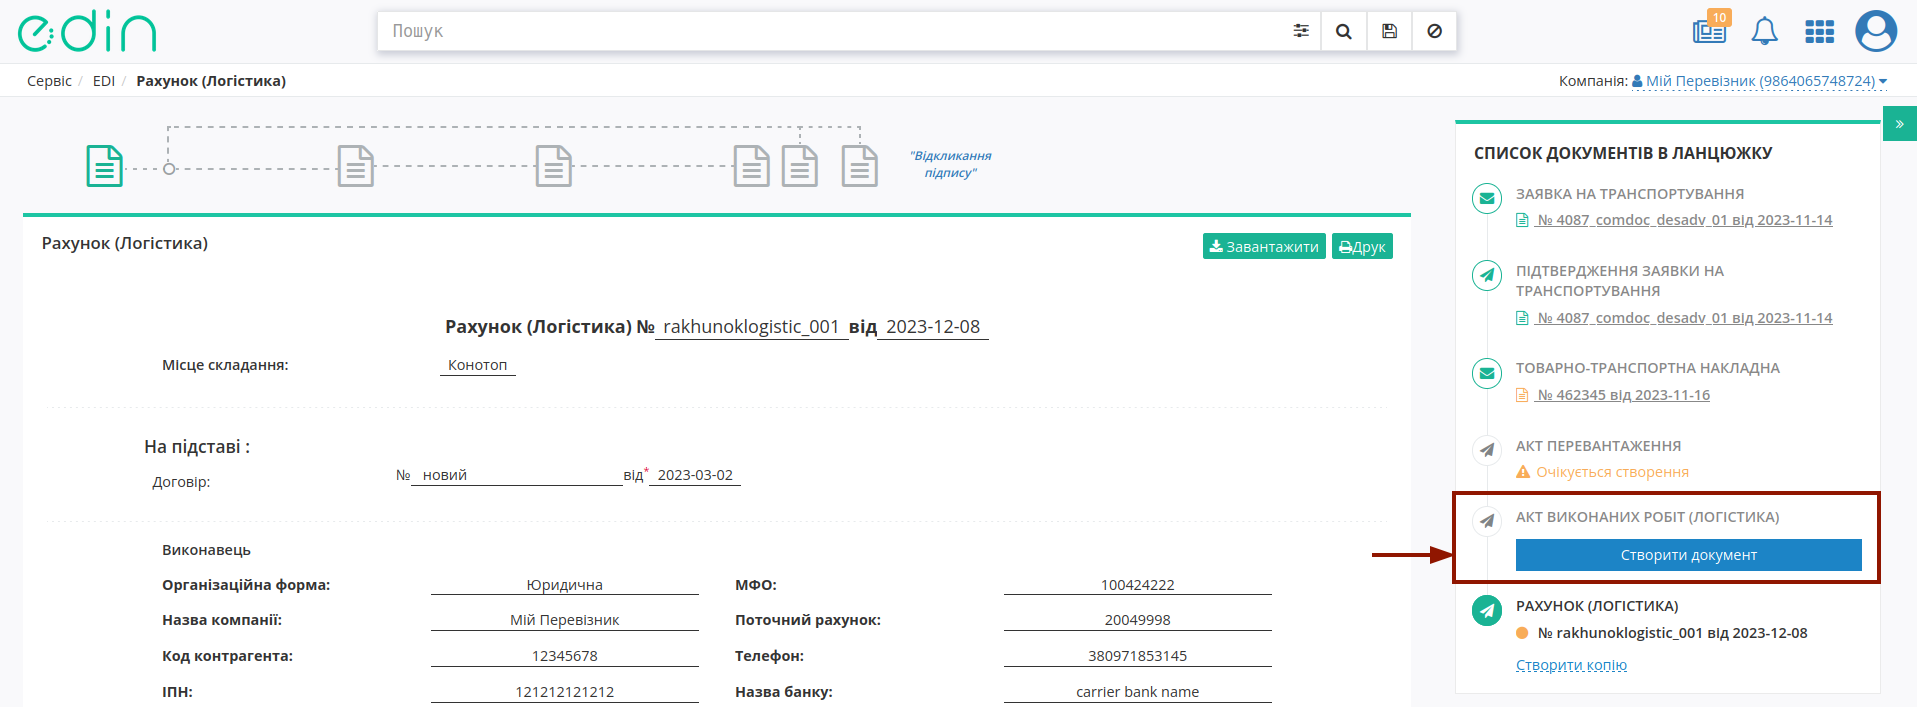 edin
Пошук
10
Сервіс / EDI / Рахунок (Логістика)
Компанія: Мій Перевізник (9864065748724)
"Відкликання
підпису"
»
Рахунок (Логістика)
Завантажити
Друк
Рахунок (Логістика) № rakhunoklogistic_001 від 2023-12-08
Місце складання: Конотоп
На підставі :
Договір: № новий від* 2023-03-02
Виконавець
Організаційна форма: Юридична МФО: 100424222
Назва компанії: Мій Перевізник Поточний рахунок: 20049998
Код контрагента: 12345678 Телефон: 380971853145
ІПН: 121212121212 Назва банку: carrier bank name
СПИСОК ДОКУМЕНТІВ В ЛАНЦЮЖКУ
ЗАЯВКА НА ТРАНСПОРТУВАННЯ
№ 4087_comdoc_desadv_01 від 2023-11-14
ПІДТВЕРДЖЕННЯ ЗАЯВКИ НА
ТРАНСПОРТУВАННЯ
№ 4087_comdoc_desadv_01 від 2023-11-14
ТОВАРНО-ТРАНСПОРТНА НАКЛАДНА
№ 462345 від 2023-11-16
АКТ ПЕРЕВАНТАЖЕННЯ
Очікується створення
АКТ ВИКОНАНИХ РОБІТ (ЛОГІСТИКА)
Створити документ
РАХУНОК (ЛОГІСТИКА)
№ rakhunoklogistic_001 від 2023-12-08
Створити копію